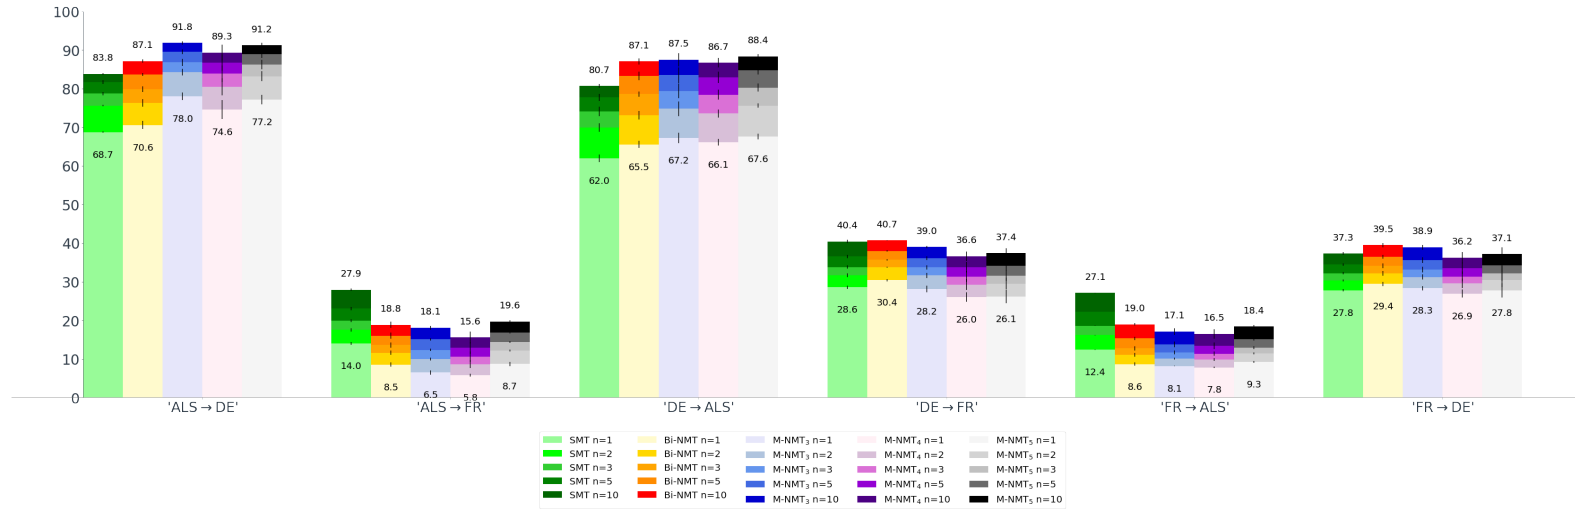 100
90
80
70
60
50
40
30
20
10
0
83.8 87.1 91.8 89.3 91.2
68.7 70.6 78.0 74.6 77.2
27.9 18.8 18.1 15.6 19.6
14.0 8.5 6.5 5.8 8.7
80.7 87.1 87.5 86.7 88.4
62.0 65.5 67.2 66.1 67.6
40.4 40.7 39.0 36.6 37.4
28.6 30.4 28.2 26.0 26.1
27.1 19.0 17.1 16.5 18.4
12.4 8.6 8.1 7.8 9.3
37.3 39.5 38.9 36.2 37.1
27.8 29.4 28.3 26.9 27.8
'ALS→DE' 'ALS→FR' 'DE→ALS' 'DE→FR' 'FR→ALS' 'FR→DE'
SMT n=1 Bi-NMT n=1 M-NMT₃ n=1 M-NMT₄ n=1 M-NMT₅ n=1
SMT n=2 Bi-NMT n=2 M-NMT₃ n=2 M-NMT₄ n=2 M-NMT₅ n=2
SMT n=3 Bi-NMT n=3 M-NMT₃ n=3 M-NMT₄ n=3 M-NMT₅ n=3
SMT n=5 Bi-NMT n=5 M-NMT₃ n=5 M-NMT₄ n=5 M-NMT₅ n=5
SMT n=10 Bi-NMT n=10 M-NMT₃ n=10 M-NMT₄ n=10 M-NMT₅ n=10